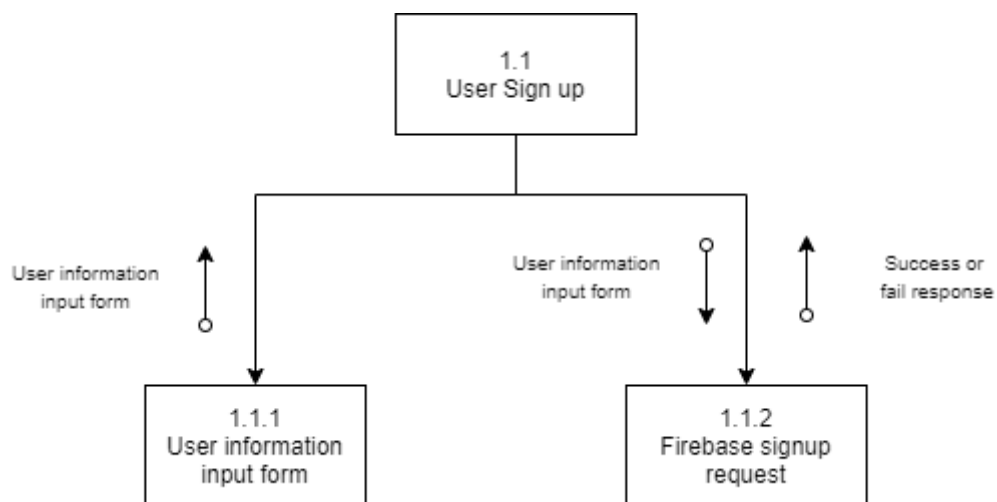 1.1
User Sign up
User information
input form
User information
input form
Success or
fail response
1.1.1
User information
input form
1.1.2
Firebase signup
request